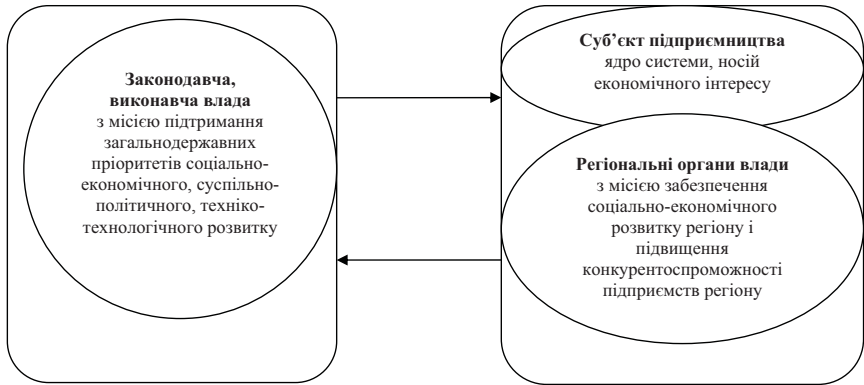 Законодавча,
виконавча влада
з місією підтримання
загальнодержавних
пріоритетів соціально-
економічного, суспільно-
політичного, техніко-
технологічного розвитку
Суб’єкт підприємництва
ядро системи, носій
економічного інтересу
Регіональні органи влади
з місією забезпечення
соціально-економічного
розвитку регіону і
підвищення
конкурентоспроможності
підприємств регіону